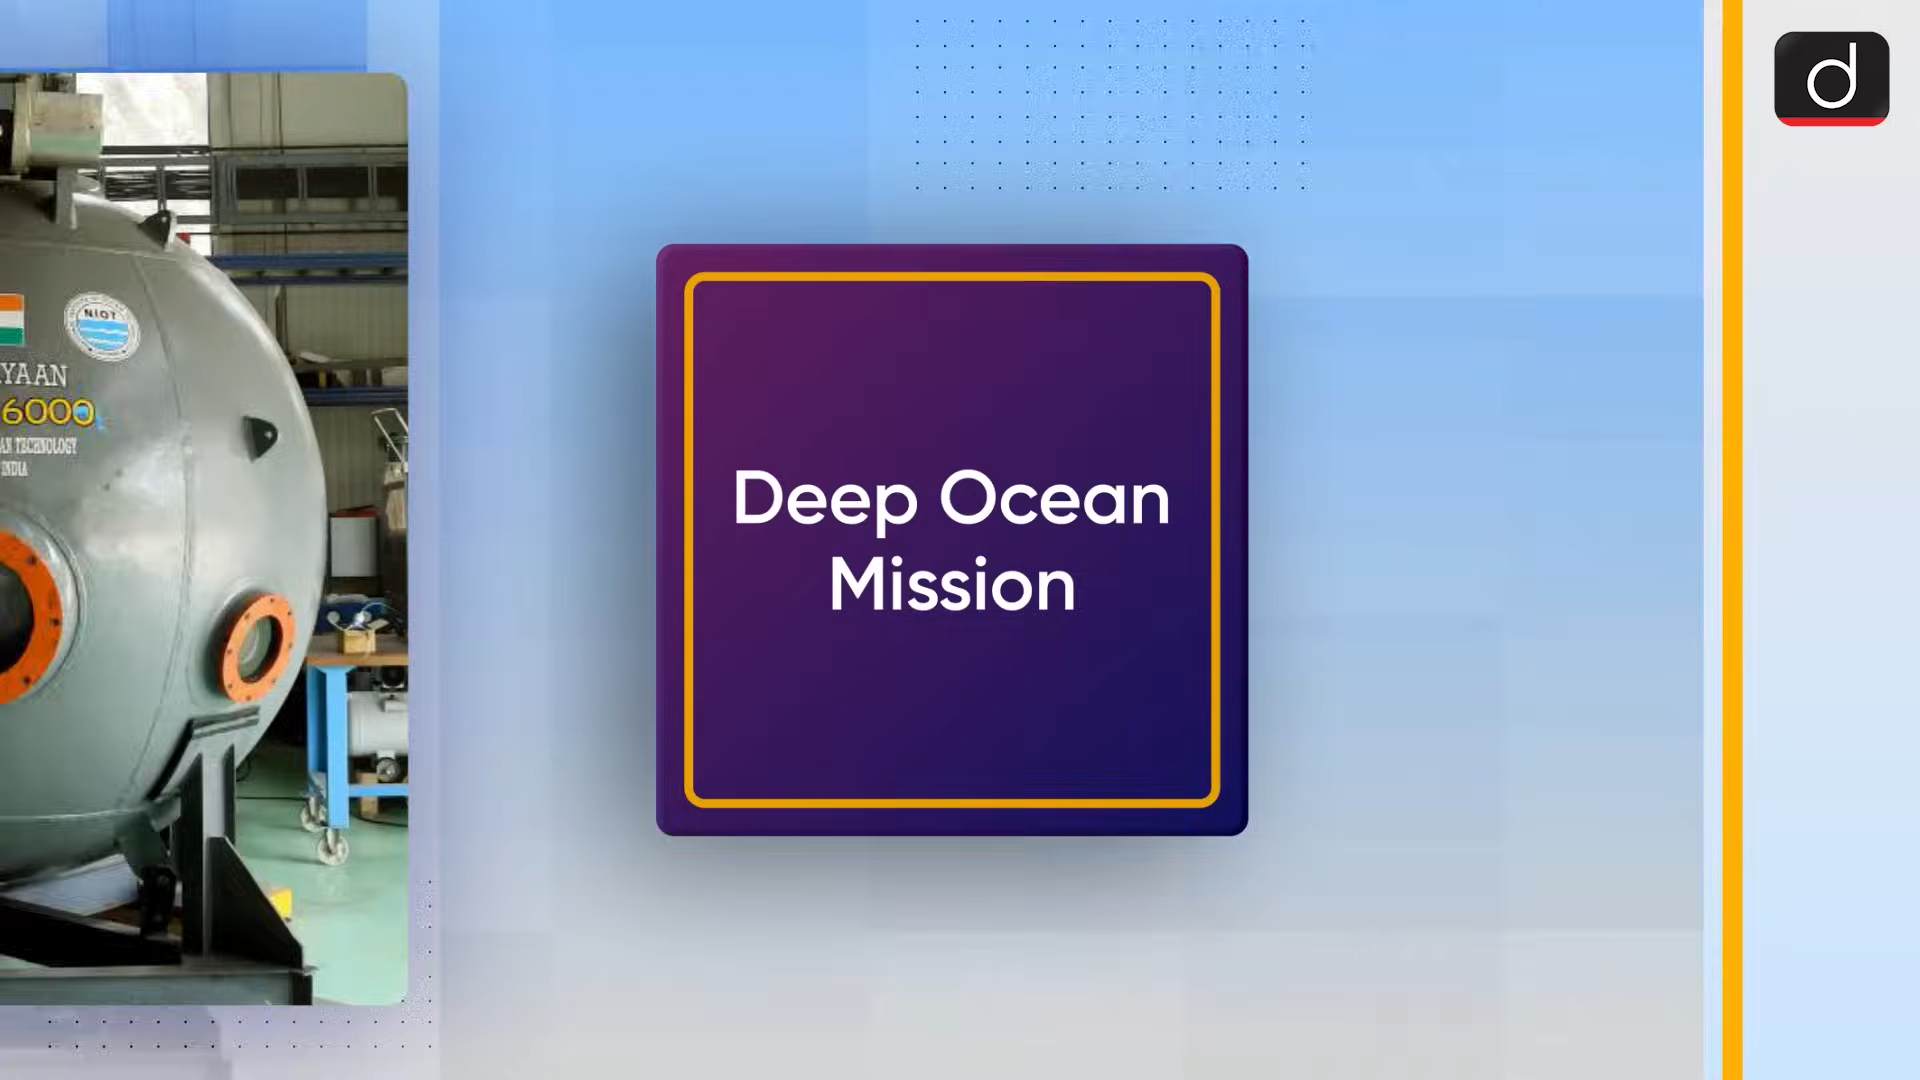 NIOT
YAAN
6000
AN TECHNOLOGY
INDIA
Deep Ocean
Mission
d